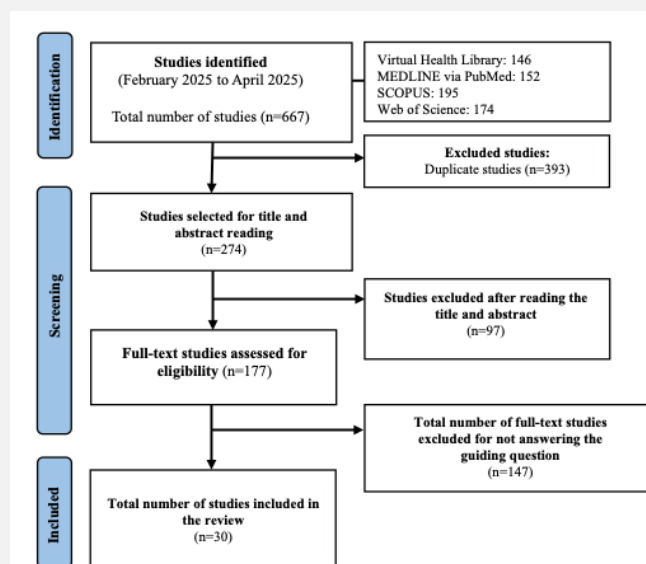 Identification
Studies identified
(February 2025 to April 2025)
Total number of studies (n=667)
Virtual Health Library: 146
MEDLINE via PubMed: 152
SCOPUS: 195
Web of Science: 174
Excluded studies:
Duplicate studies (n=393)
Screening
Studies selected for title and
abstract reading
(n=274)
Studies excluded after reading the
title and abstract
(n=97)
Full-text studies assessed for
eligibility (n=177)
Total number of full-text studies
excluded for not answering the
guiding question
(n=147)
Included
Total number of studies included in
the review
(n=30)